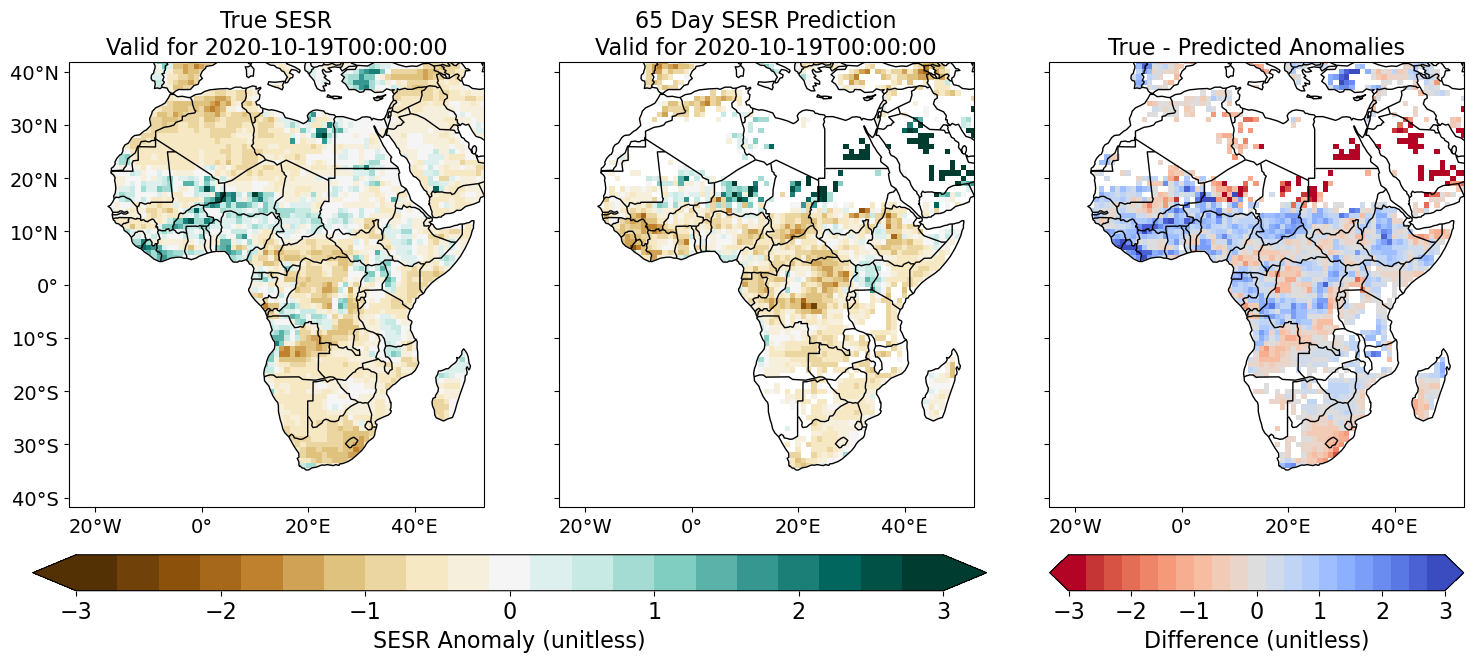 True SESR
Valid for 2020-10-19T00:00:00
65 Day SESR Prediction
Valid for 2020-10-19T00:00:00
True - Predicted Anomalies
40°N
30°N
20°N
10°N
0°
10°S
20°S
30°S
40°S
20°W 0° 20°E 40°E
20°W 0° 20°E 40°E
20°W 0° 20°E 40°E
−3 −2 −1 0 1 2 3
SESR Anomaly (unitless)
−3 −2 −1 0 1 2 3
Difference (unitless)